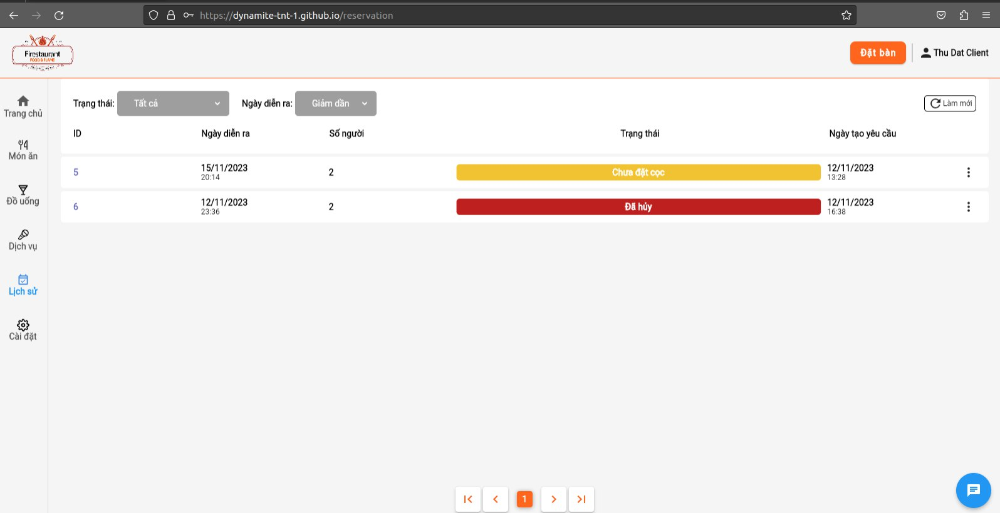 https://dynamite-tnt-1.github.io/reservation
Firestaurant
FOOD & FLAME
Đặt bàn
Thu Dat Client
Trang chủ
Món ăn
Đồ uống
Dịch vụ
Lịch sử
Cài đặt
Trạng thái: Tất cả Ngày diễn ra: Giảm dần Làm mới
ID Ngày diễn ra Số người Trạng thái Ngày tạo yêu cầu
5 15/11/2023 2 Chưa đặt cọc 12/11/2023
20:14 13:28
6 12/11/2023 2 Đã hủy 12/11/2023
23:36 16:38
1